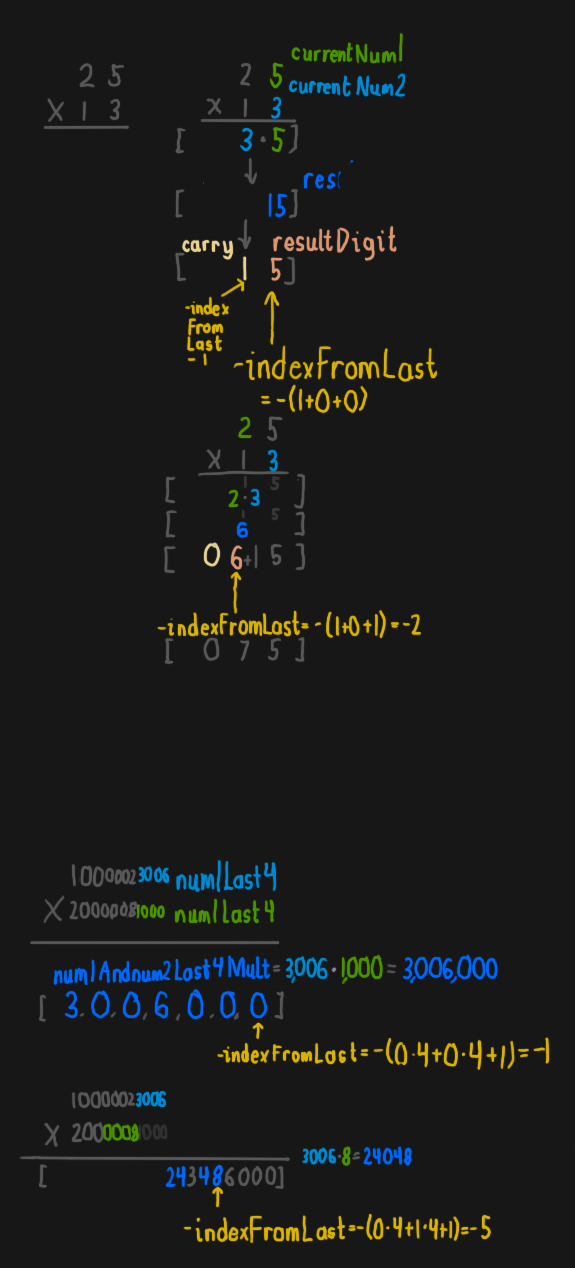 2 5
X 1 3
2 5 currentNum1
x 1 3 currentNum2
[ 3 · 5 ]
[ 15 ] res
carry resultDigit
[ 1 5 ]
-index
From
Last
- 1
-indexFromLast
= -(1+0+0)
2 5
X 1 3
[ 1 5 ]
2 · 3
[ 1 5 ]
6
[ 0 6+1 5 ]
-indexFromLast= -(1+0+1) = -2
[ 0 7 5 ]
10000023006 num1Last4
X 20000081000 num1Last4
num1Andnum2Last4Mult = 3,006 · 1,000 = 3,006,000
[ 3. 0. 0, 6, 0, 0, 0 ]
-indexFromLast = -(0·4+0·4+1) = -1
10000023006
X 20000081000
3006·8=24048
[ 243486000]
-indexFromLast=-(0·4+1·4+1)=-5